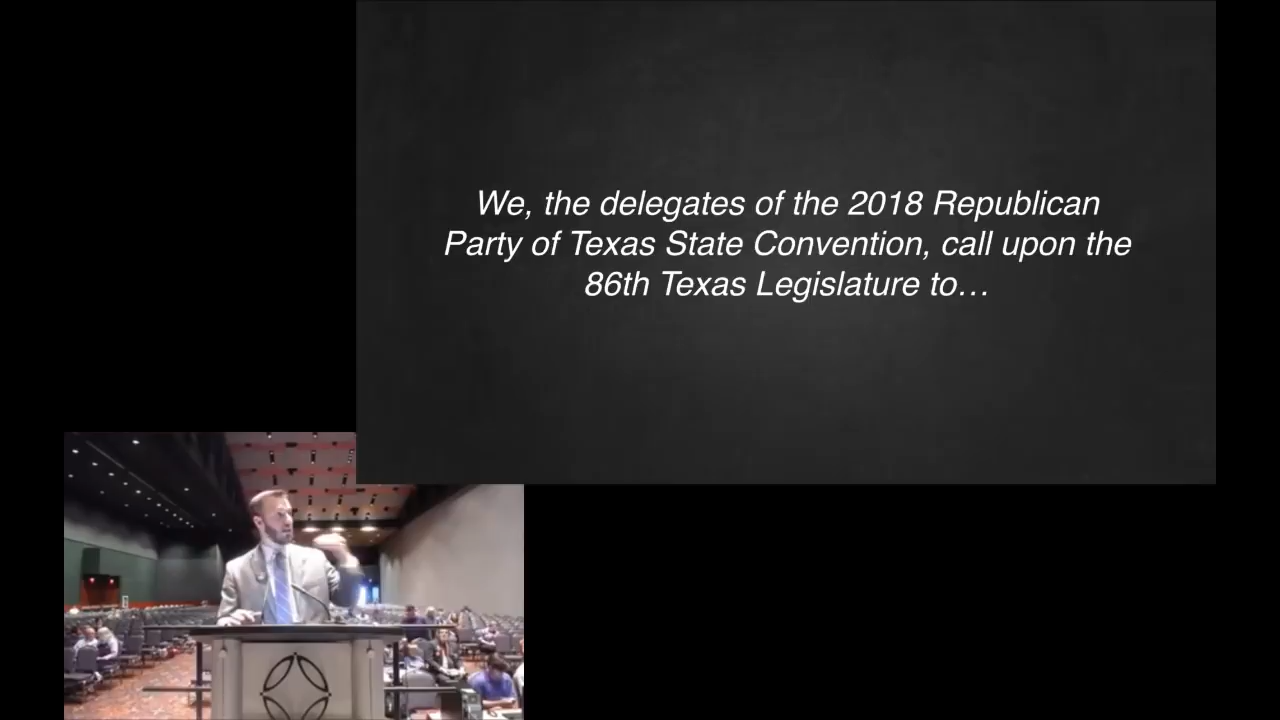 We, the delegates of the 2018 Republican
Party of Texas State Convention, call upon the
86th Texas Legislature to…